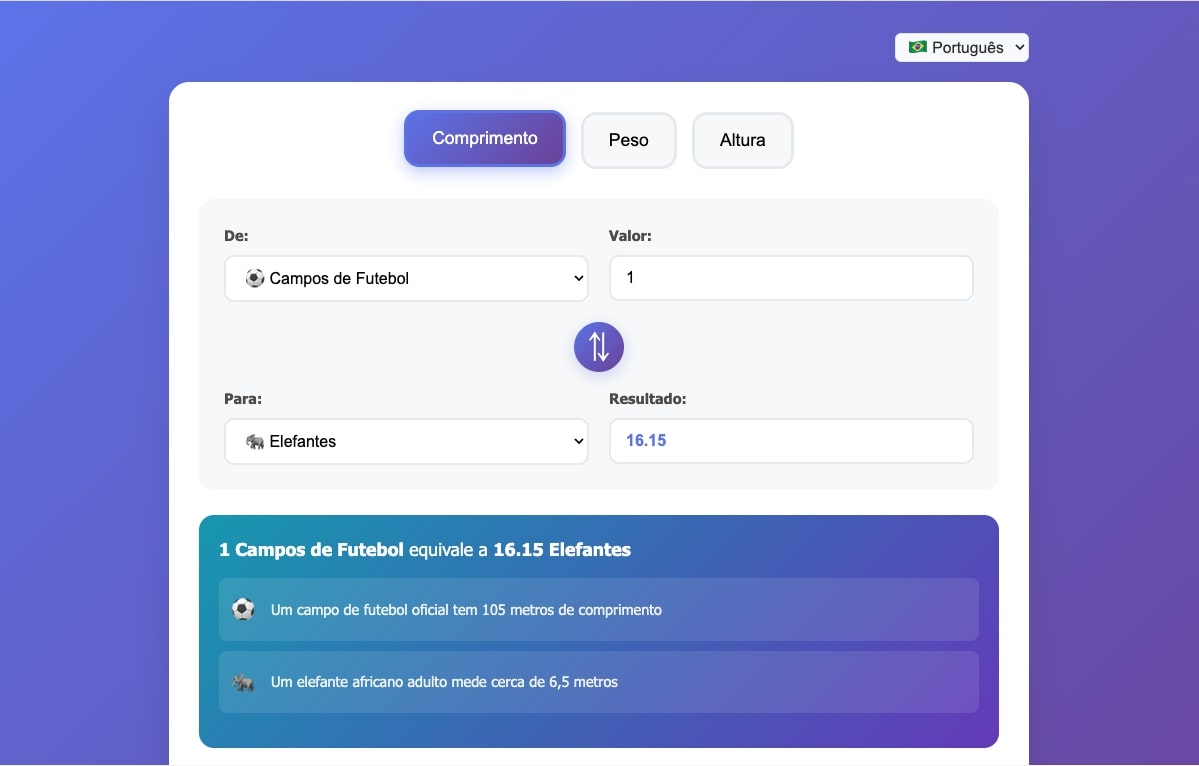 Português
Comprimento Peso Altura
De: Valor:
Campos de Futebol 1
Para: Resultado:
Elefantes 16.15
1 Campos de Futebol equivale a 16.15 Elefantes
Um campo de futebol oficial tem 105 metros de comprimento
Um elefante africano adulto mede cerca de 6,5 metros